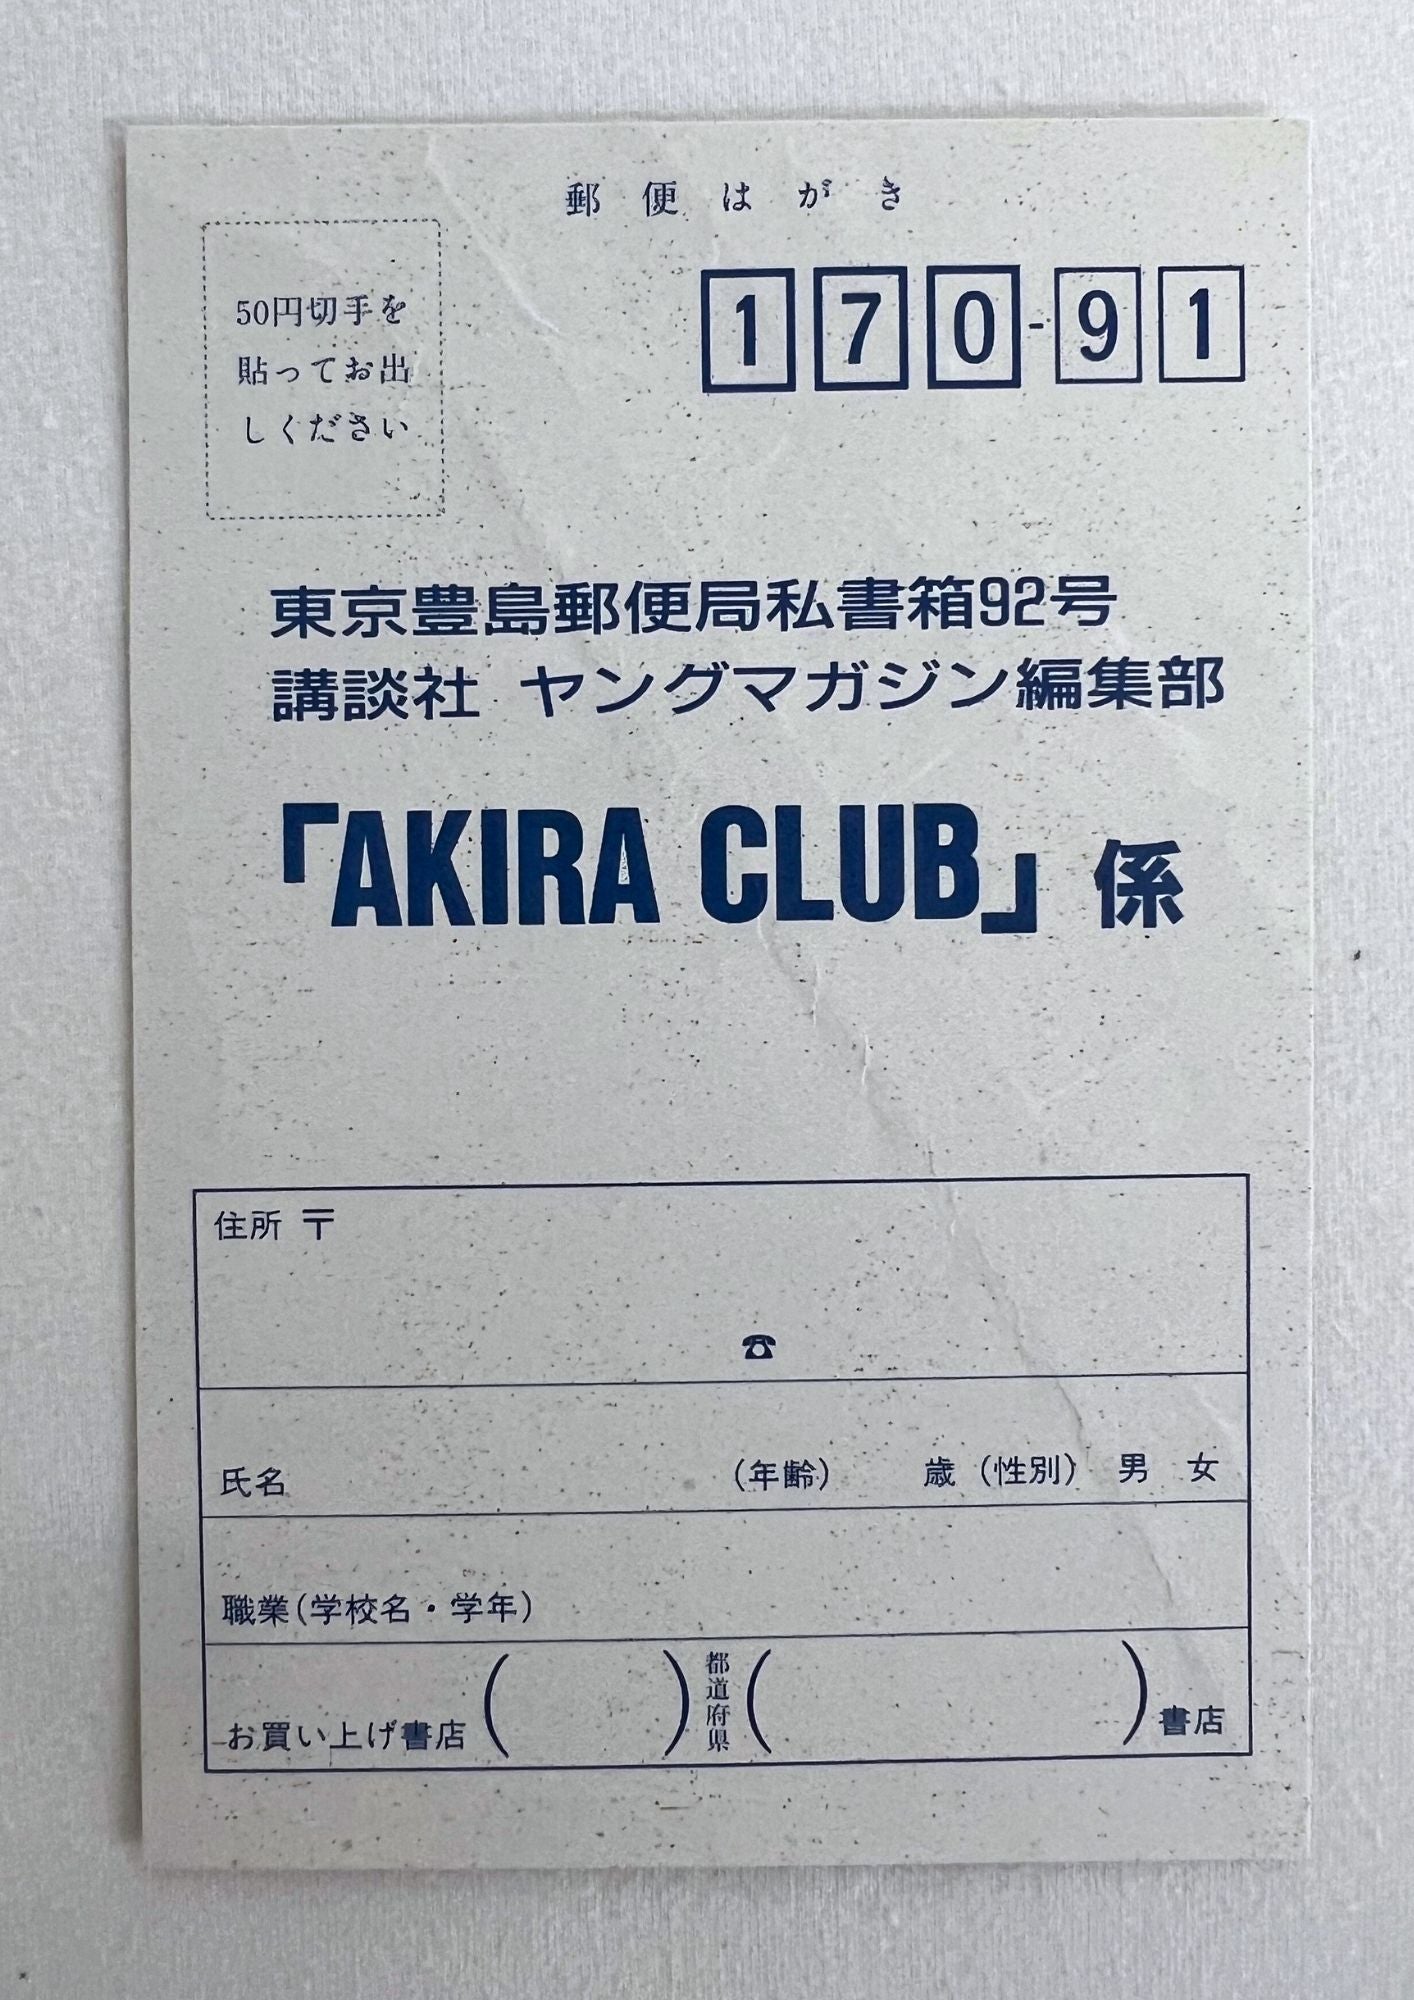 郵便はがき
50円切手を
貼ってお出
しください
170-91
東京豊島郵便局私書箱92号
講談社 ヤングマガジン編集部
「AKIRA CLUB」係
住所 〒
☎
氏名 (年齢) 歳 (性別) 男 女
職業(学校名・学年)
お買い上げ書店( )都道府県( )書店